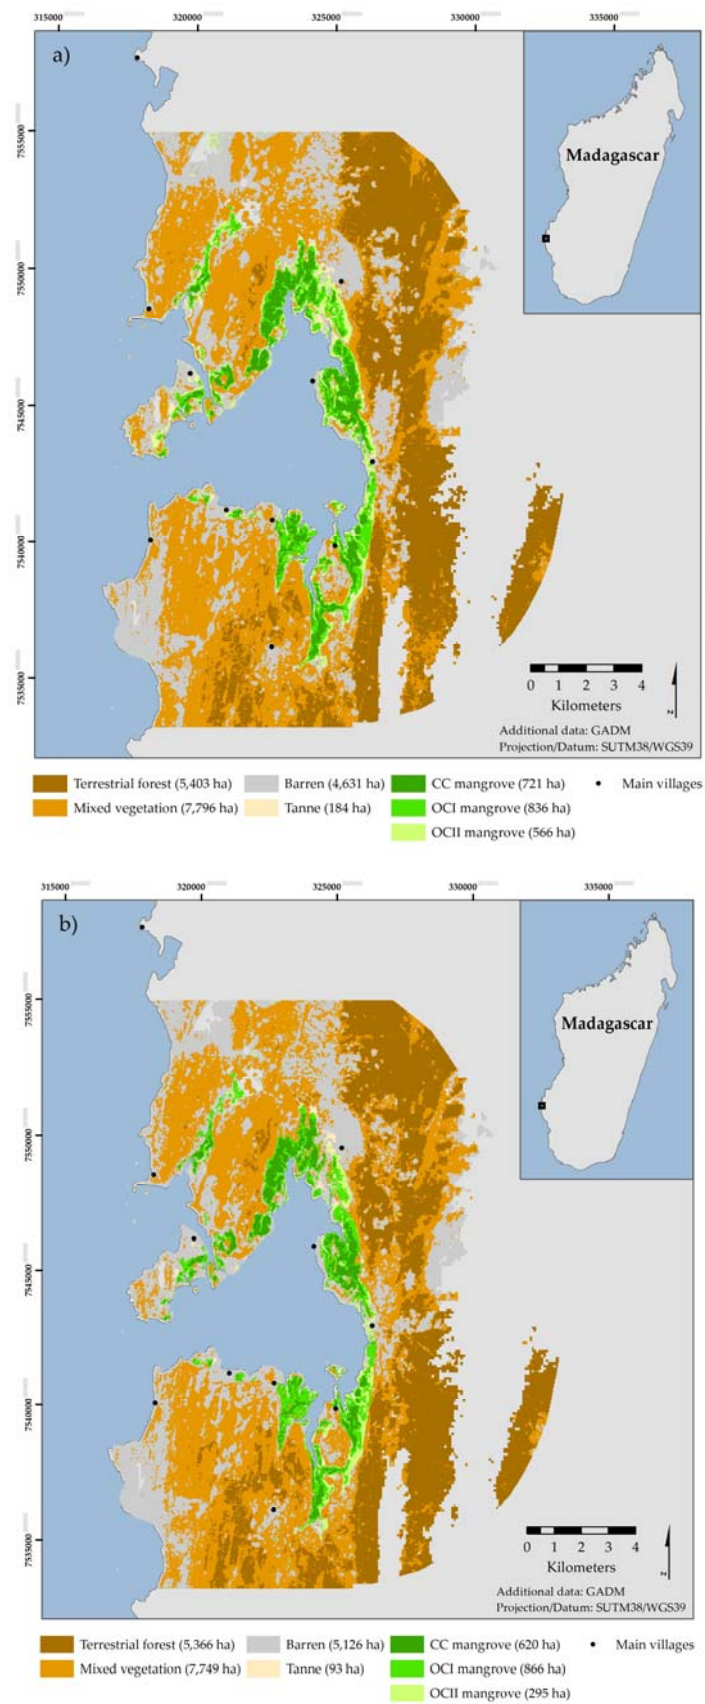 315000 320000 325000 330000 335000
a)
Madagascar
7555000
7550000
7545000
7540000
7535000
0 1 2 3 4
Kilometers
N
Additional data: GADM
Projection/Datum: SUTM38/WGS39
Terrestrial forest (5,403 ha) Barren (4,631 ha) CC mangrove (721 ha) Main villages
Mixed vegetation (7,796 ha) Tanne (184 ha) OCI mangrove (836 ha)
OCII mangrove (566 ha)
315000 320000 325000 330000 335000
b)
Madagascar
7555000
7550000
7545000
7540000
7535000
0 1 2 3 4
Kilometers
N
Additional data: GADM
Projection/Datum: SUTM38/WGS39
Terrestrial forest (5,366 ha) Barren (5,126 ha) CC mangrove (620 ha) Main villages
Mixed vegetation (7,749 ha) Tanne (93 ha) OCI mangrove (866 ha)
OCII mangrove (295 ha)